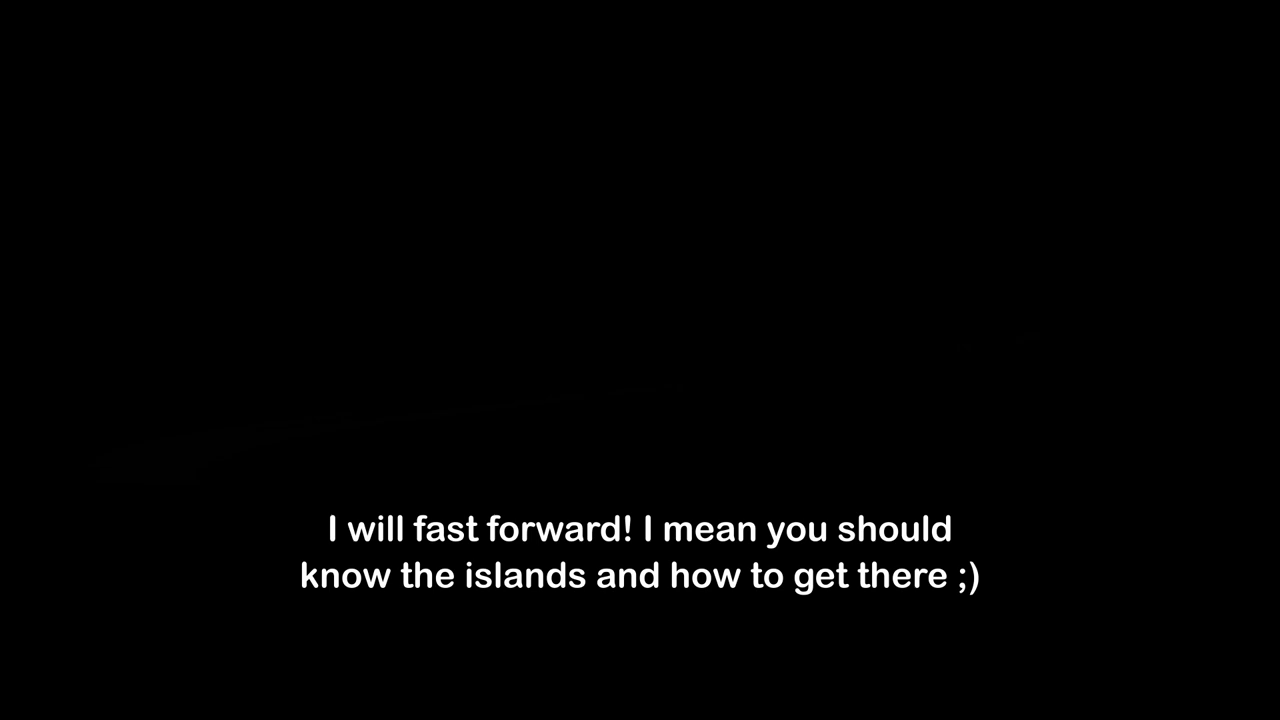 I will fast forward! I mean you should
know the islands and how to get there ;)